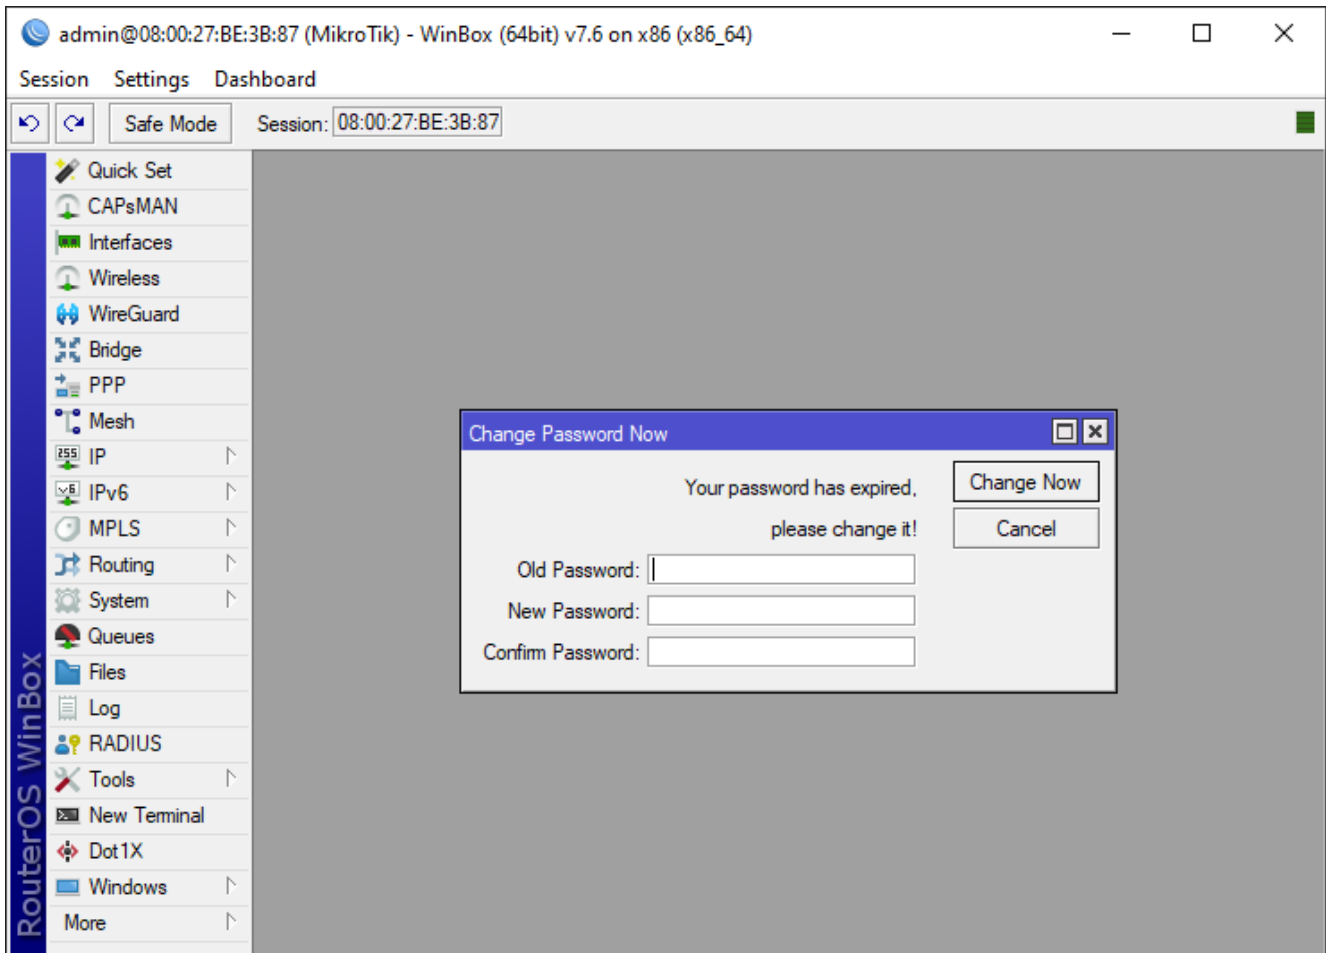 admin@08:00:27:BE:3B:87 (MikroTik) - WinBox (64bit) v7.6 on x86 (x86_64)
Session Settings Dashboard
Safe Mode Session: 08:00:27:BE:3B:87
Quick Set
CAPsMAN
Interfaces
Wireless
WireGuard
Bridge
PPP
Mesh
255 IP
v6 IPv6
MPLS
Routing
System
Queues
Files
Log
RADIUS
Tools
New Terminal
Dot1X
Windows
More
RouterOS WinBox
Change Password Now
Your password has expired, Change Now
please change it! Cancel
Old Password:
New Password:
Confirm Password: